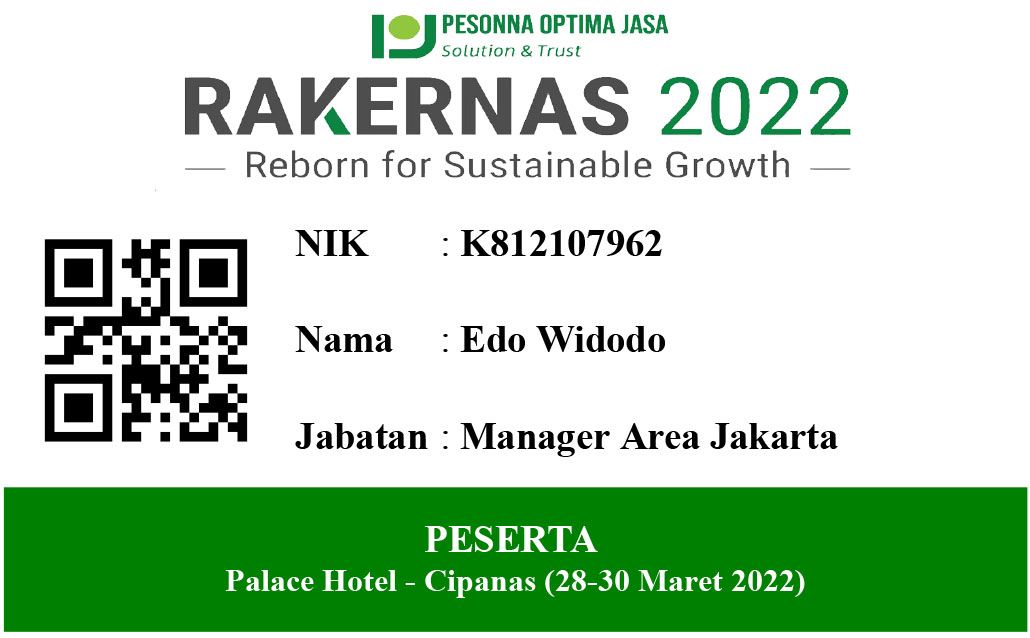 PESONNA OPTIMA JASA
Solution & Trust
RAKERNAS 2022
Reborn for Sustainable Growth
NIK : K812107962
Nama : Edo Widodo
Jabatan : Manager Area Jakarta
PESERTA
Palace Hotel - Cipanas (28-30 Maret 2022)